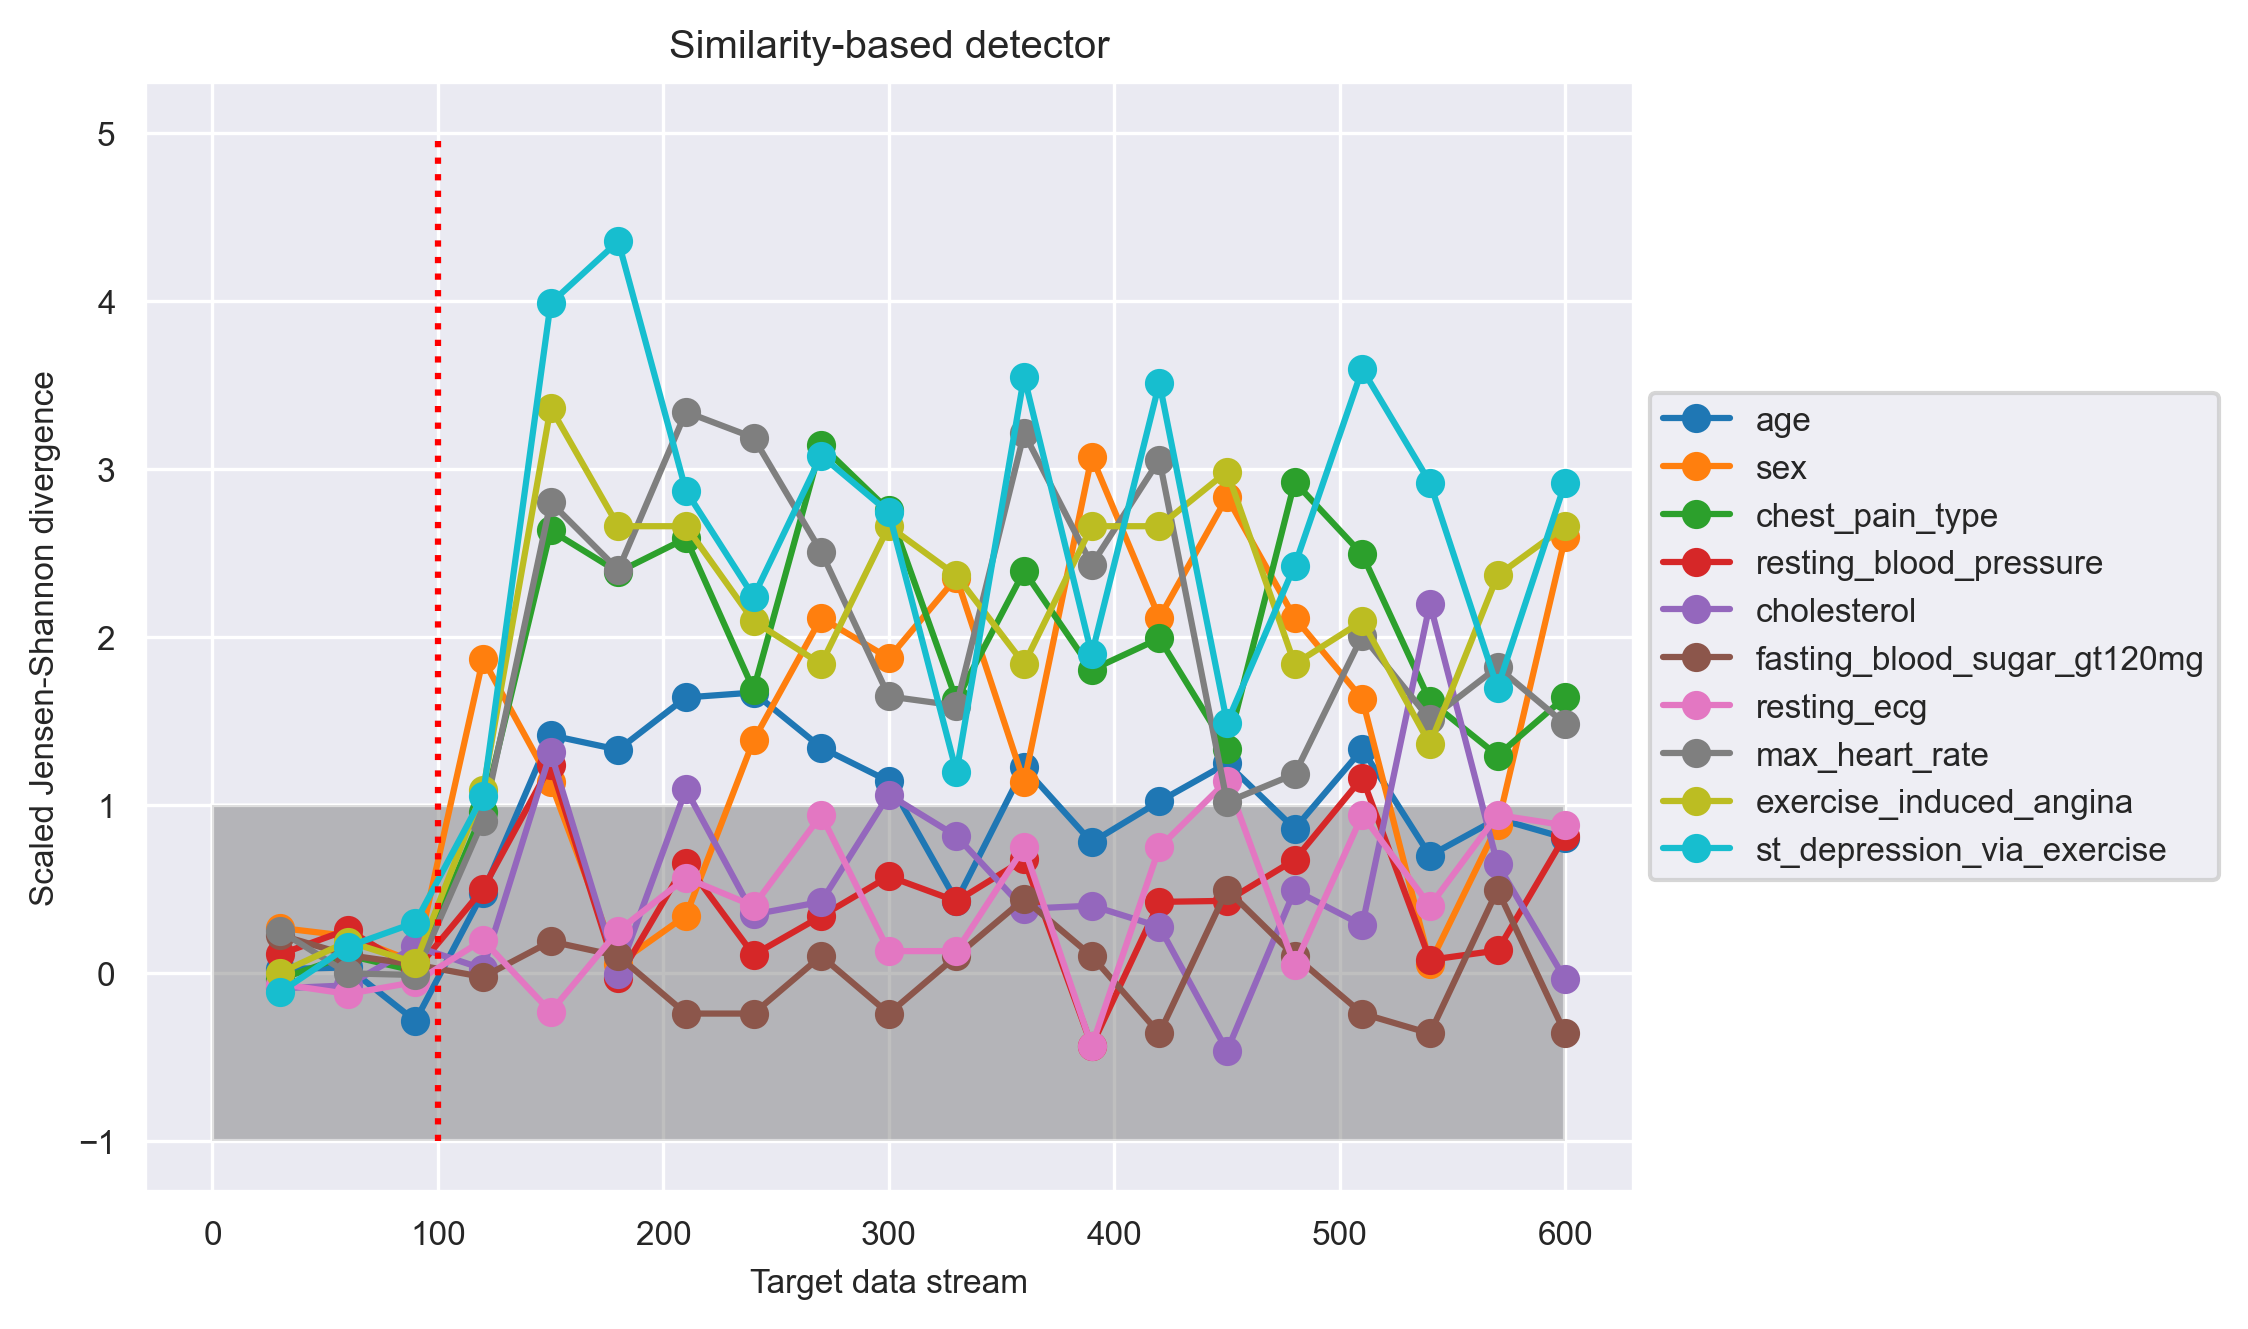 Similarity-based detector
Scaled Jensen-Shannon divergence
5
4
3
2
1
0
−1
0 100 200 300 400 500 600
Target data stream
age
sex
chest_pain_type
resting_blood_pressure
cholesterol
fasting_blood_sugar_gt120mg
resting_ecg
max_heart_rate
exercise_induced_angina
st_depression_via_exercise